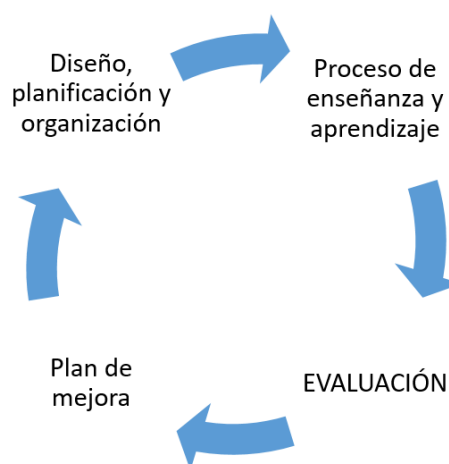 Diseño,
planificación y
organización
Proceso de
enseñanza y
aprendizaje
Plan de
mejora
EVALUACIÓN